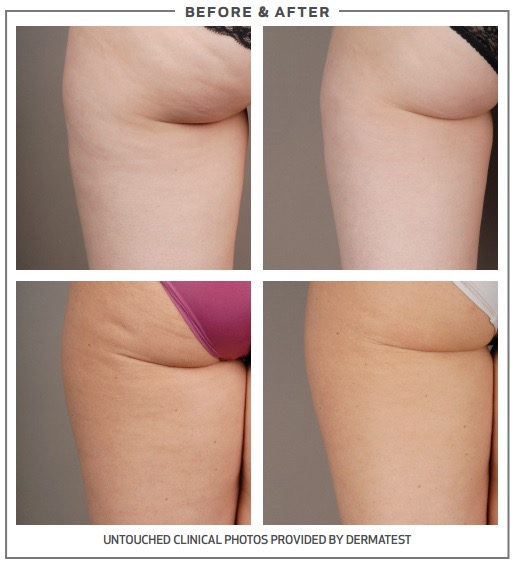 BEFORE & AFTER
UNTOUCHED CLINICAL PHOTOS PROVIDED BY DERMATEST